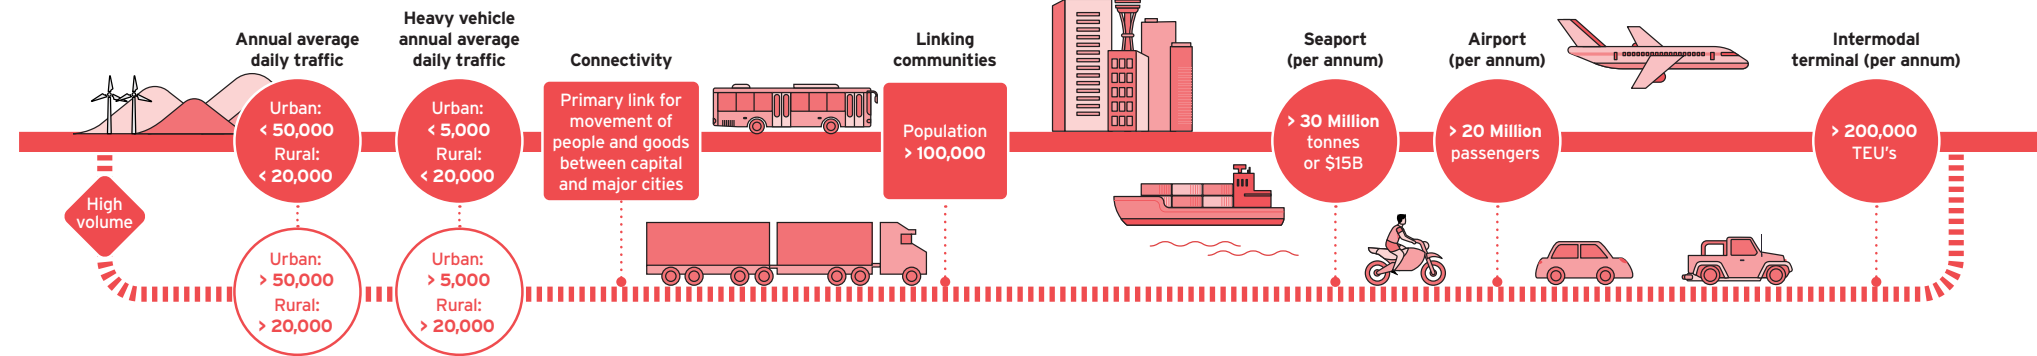 Annual average
daily traffic
Urban:
< 50,000
Rural:
< 20,000
Heavy vehicle
annual average
daily traffic
Urban:
< 5,000
Rural:
< 20,000
Connectivity
Primary link for
movement of
people and goods
between capital
and major cities
Linking
communities
Population
> 100,000
Seaport
(per annum)
> 30 Million
tonnes
or $15B
Airport
(per annum)
> 20 Million
passengers
Intermodal
terminal (per annum)
> 200,000
TEU's
High
volume
Urban:
> 50,000
Rural:
> 20,000
Urban:
> 5,000
Rural:
> 20,000